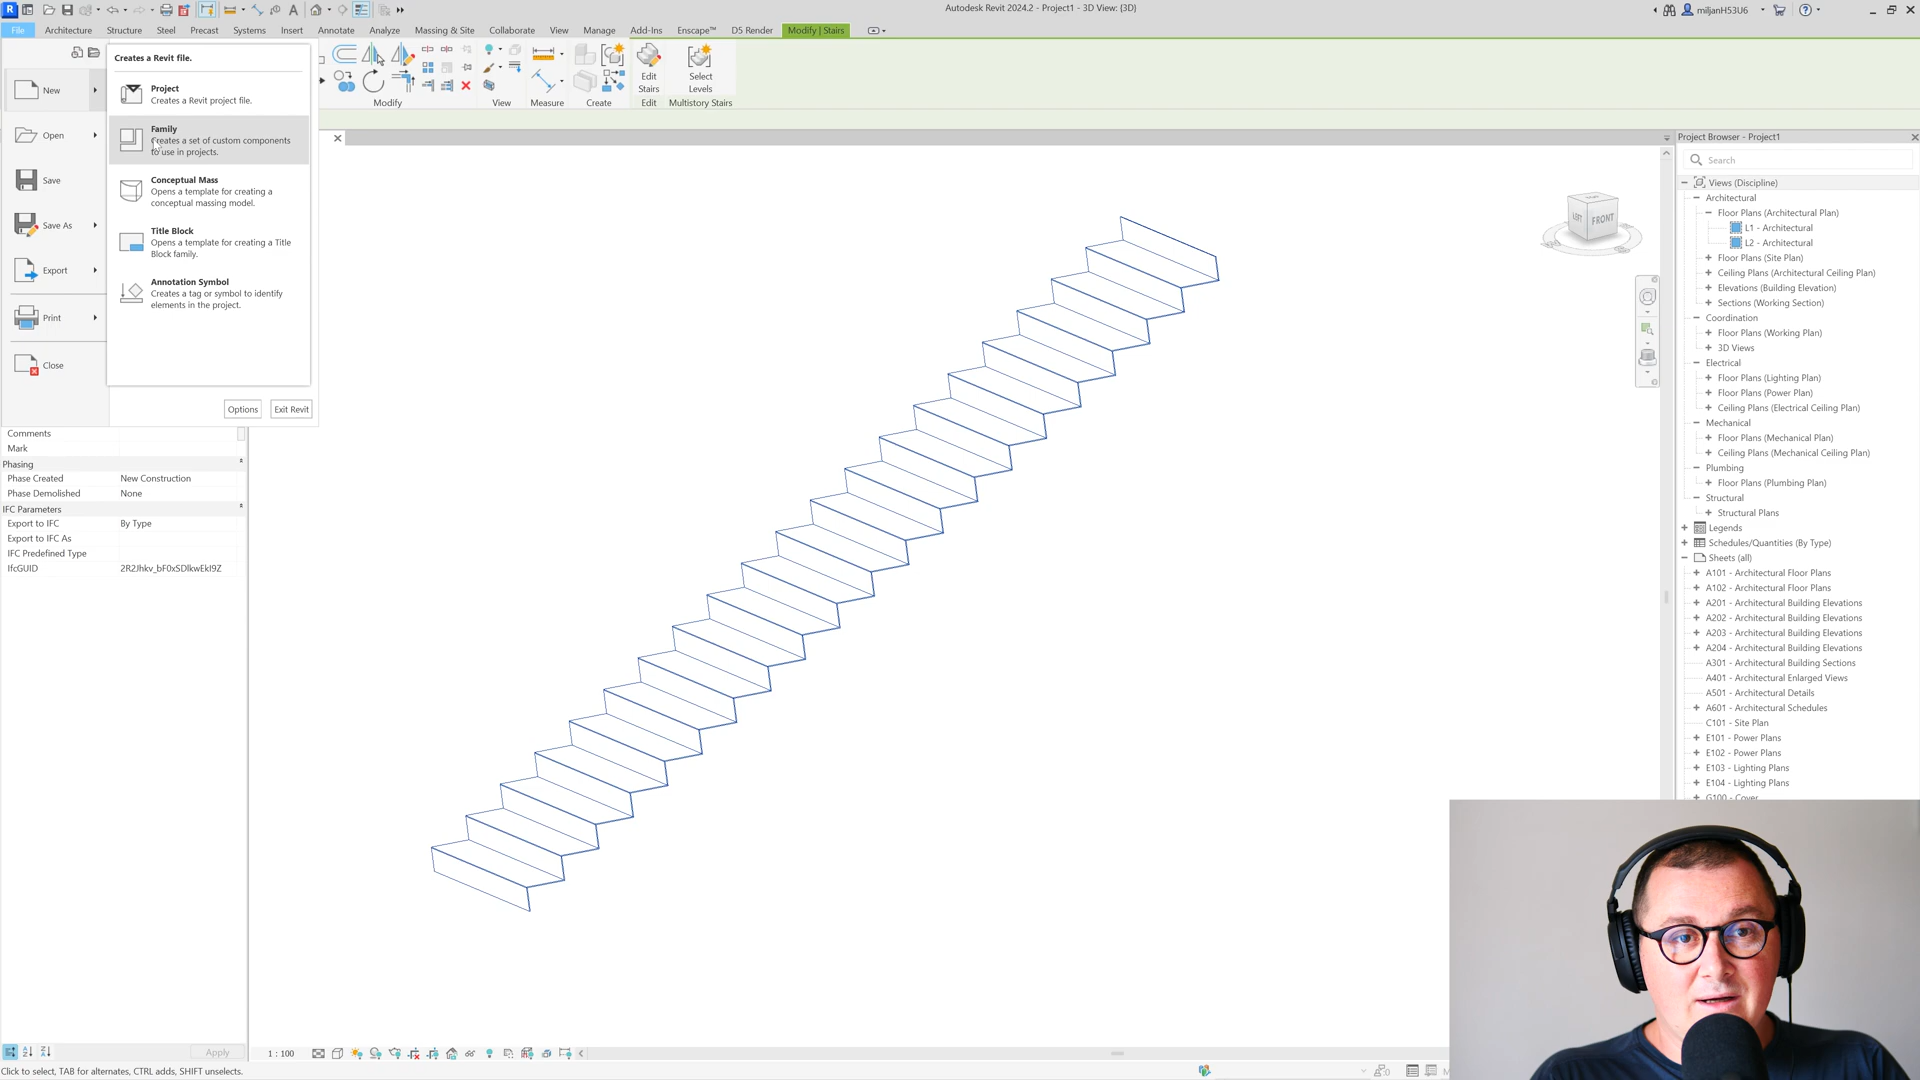 Autodesk Revit 2024.2 - Project1 - 3D View: {3D}
miljanH53U6
File
Architecture
Structure
Steel
Precast
Systems
Insert
Annotate
Analyze
Massing & Site
Collaborate
View
Manage
Add-Ins
Enscape™
D5 Render
Modify | Stairs
Creates a Revit file.
New
Project
Creates a Revit project file.
Open
Family
Creates a set of custom components
to use in projects.
Save
Conceptual Mass
Opens a template for creating a
conceptual massing model.
Save As
Title Block
Opens a template for creating a Title
Block family.
Export
Annotation Symbol
Creates a tag or symbol to identify
elements in the project.
Print
Close
Options
Exit Revit
Edit
Stairs
Select
Levels
Modify
View
Measure
Create
Edit
Multistory Stairs
LEFT
FRONT
Comments
Mark
Phasing
Phase Created New Construction
Phase Demolished None
IFC Parameters
Export to IFC By Type
Export to IFC As
IFC Predefined Type
IfcGUID 2R2Jhkv_bF0xSDlkwEkI9Z
Apply
1 : 100
Click to select, TAB for alternates, CTRL adds, SHIFT unselects.
:0
Project Browser - Project1
Search
Views (Discipline)
Architectural
Floor Plans (Architectural Plan)
L1 - Architectural
L2 - Architectural
Floor Plans (Site Plan)
Ceiling Plans (Architectural Ceiling Plan)
Elevations (Building Elevation)
Sections (Working Section)
Coordination
Floor Plans (Working Plan)
3D Views
Electrical
Floor Plans (Lighting Plan)
Floor Plans (Power Plan)
Ceiling Plans (Electrical Ceiling Plan)
Mechanical
Floor Plans (Mechanical Plan)
Ceiling Plans (Mechanical Ceiling Plan)
Plumbing
Floor Plans (Plumbing Plan)
Structural
Structural Plans
Legends
Schedules/Quantities (By Type)
Sheets (all)
A101 - Architectural Floor Plans
A102 - Architectural Floor Plans
A201 - Architectural Building Elevations
A202 - Architectural Building Elevations
A203 - Architectural Building Elevations
A204 - Architectural Building Elevations
A301 - Architectural Building Sections
A401 - Architectural Enlarged Views
A501 - Architectural Details
A601 - Architectural Schedules
C101 - Site Plan
E101 - Power Plans
E102 - Power Plans
E103 - Lighting Plans
E104 - Lighting Plans
G100 - Cover